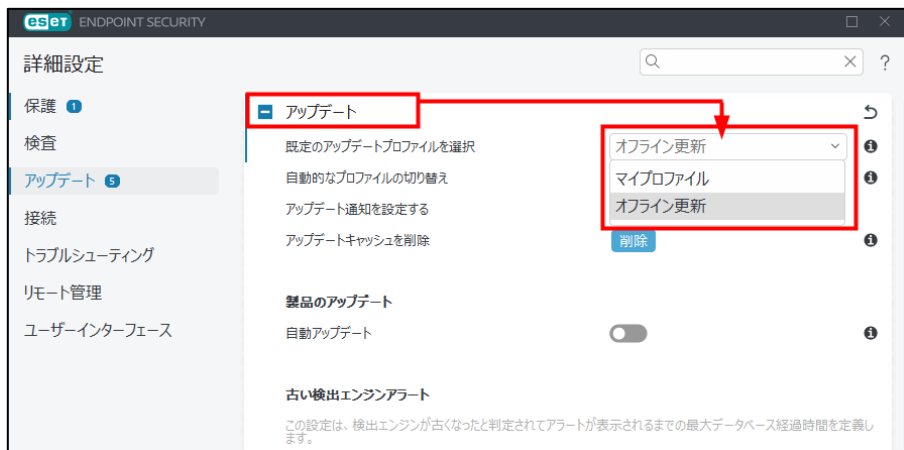 eset ENDPOINT SECURITY
詳細設定
?
保護 1
検査
アップデート 5
接続
トラブルシューティング
リモート管理
ユーザーインターフェース
アップデート
既定のアップデートプロファイルを選択
オフライン更新
マイプロファイル
オフライン更新
自動的なプロファイルの切り替え
アップデート通知を設定する
アップデートキャッシュを削除
削除
製品のアップデート
自動アップデート
古い検出エンジンアラート
この設定は、検出エンジンが古くなったと判定されてアラートが表示されるまでの最大データベース経過時間を定義し
ます。